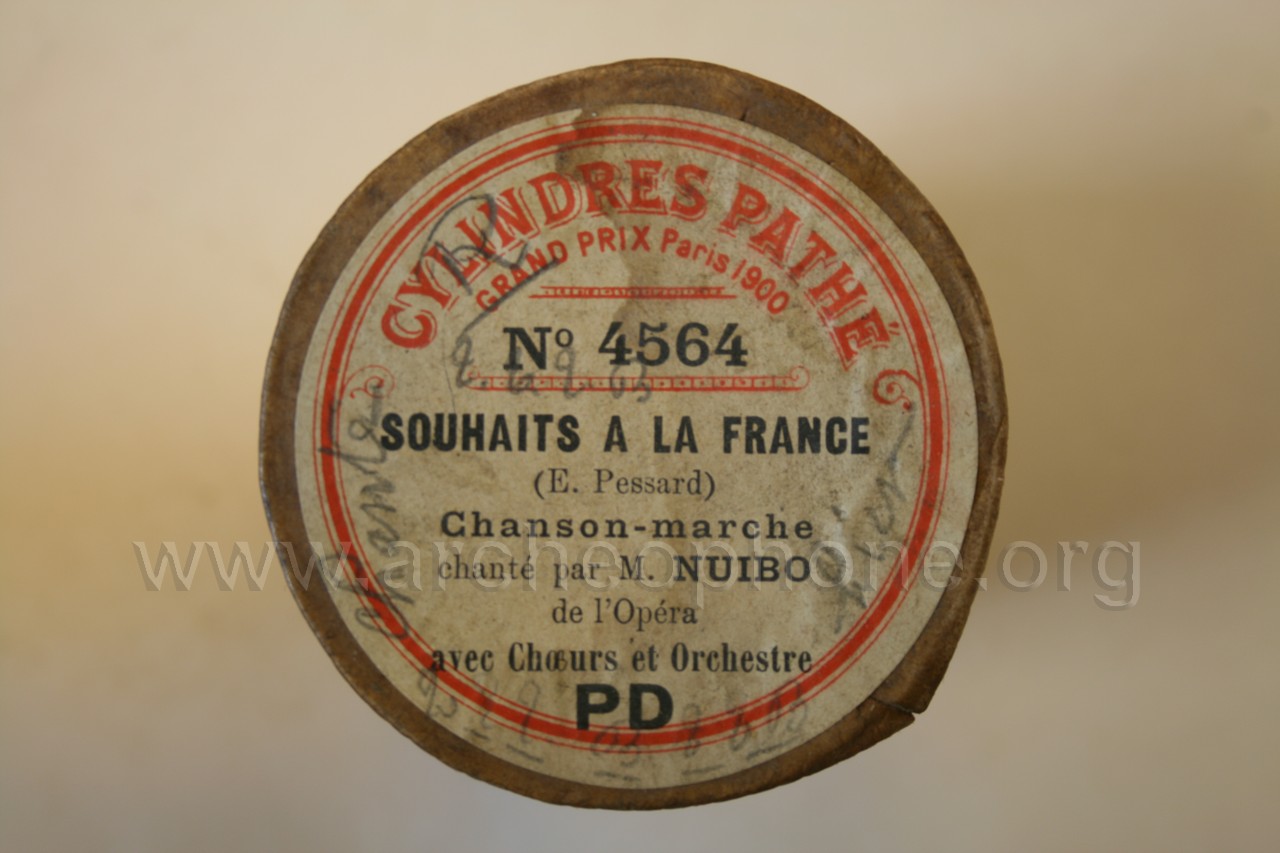 CYLINDRES PATHÉ
GRAND PRIX Paris 1900
No 4564
SOUHAITS A LA FRANCE
(E. Pessard)
Chanson-marche
chanté par M. NUIBO
www.archeophone.org
de l'Opéra
avec Chœurs et Orchestre
PD